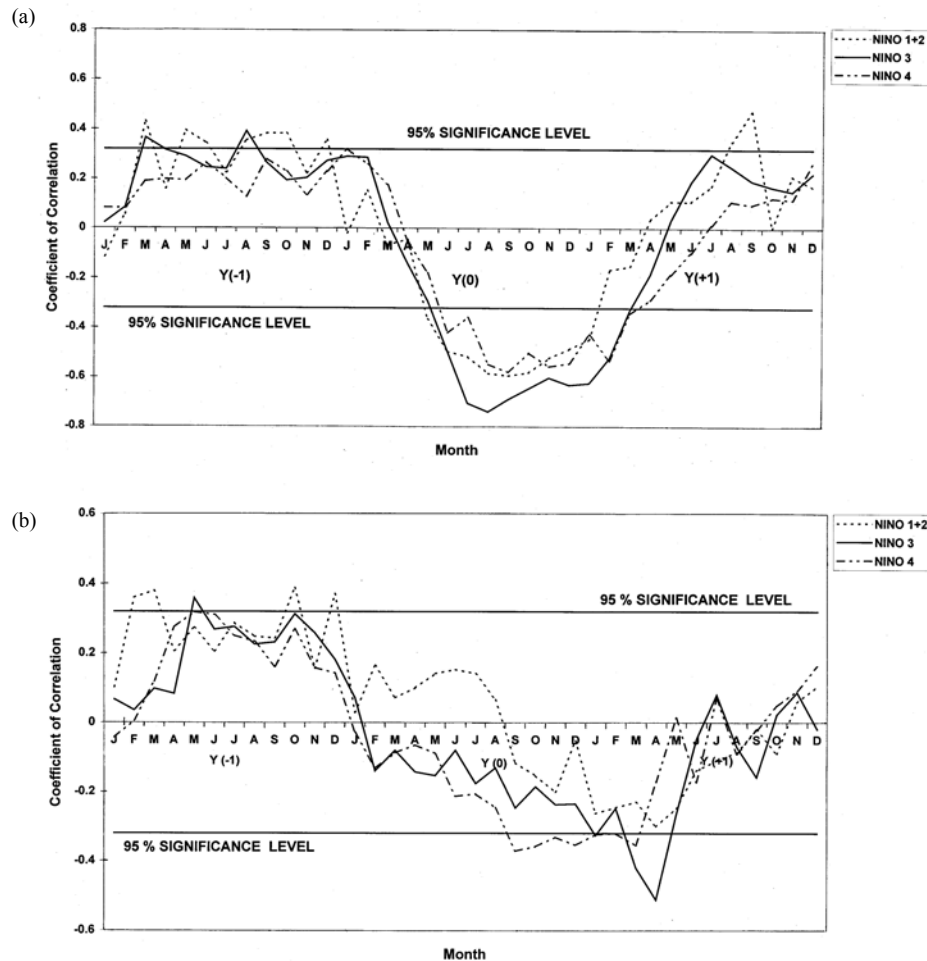 (a)
0.8
0.6
0.4
0.2
0
-0.2
-0.4
-0.6
-0.8
Coefficient of Correlation
NINO 1+2
NINO 3
NINO 4
95% SIGNIFICANCE LEVEL
J F M A M J J A S O N D J F M A M J J A S O N D J F M A M J J A S O N D
Y(-1)
Y(0)
Y(+1)
95% SIGNIFICANCE LEVEL
Month
(b)
0.6
0.4
0.2
0
-0.2
-0.4
-0.6
Coefficient of Correlation
NINO 1+2
NINO 3
NINO 4
95 % SIGNIFICANCE LEVEL
J F M A M J J A S O N D J F M A M J J A S O N D J F M A M J J A S O N D
Y (-1)
Y (0)
Y (+1)
95 % SIGNIFICANCE LEVEL
Month